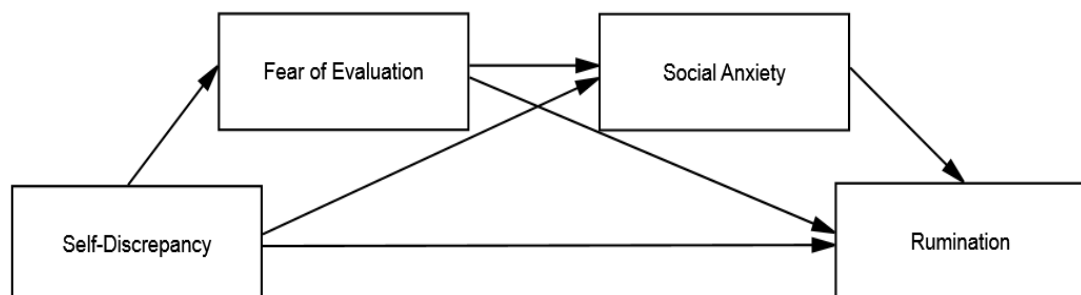 Fear of Evaluation
Social Anxiety
Self-Discrepancy
Rumination